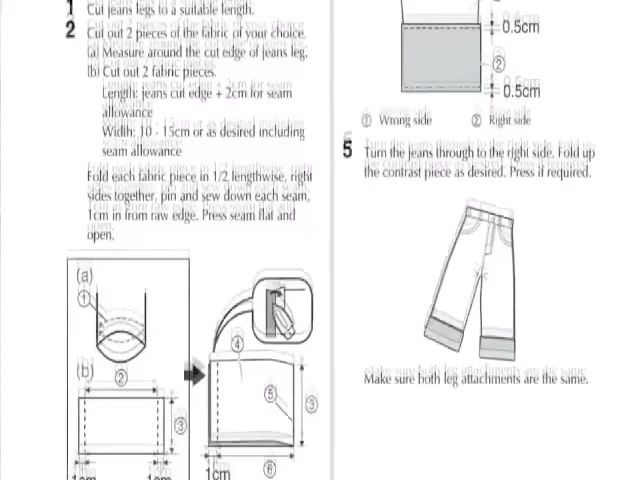 1 Cut jeans legs to a suitable length.
2 Cut out 2 pieces of the fabric of your choice.
(a) Measure around the cut edge of jeans leg.
(b) Cut out 2 fabric pieces.
Length: jeans cut edge + 2cm for seam
allowance
Width: 10 - 15cm or as desired including
seam allowance
Fold each fabric piece in 1/2 lengthwise, right
sides together, pin and sew down each seam,
1cm in from raw edge. Press seam flat and
open.
(a)
①
②
(b)
③
1cm
1cm
④
⑤
③
1cm
⑥
0.5cm
②
0.5cm
① Wrong side
② Right side
5 Turn the jeans through to the right side. Fold up
the contrast piece as desired. Press if required.
Make sure both leg attachments are the same.